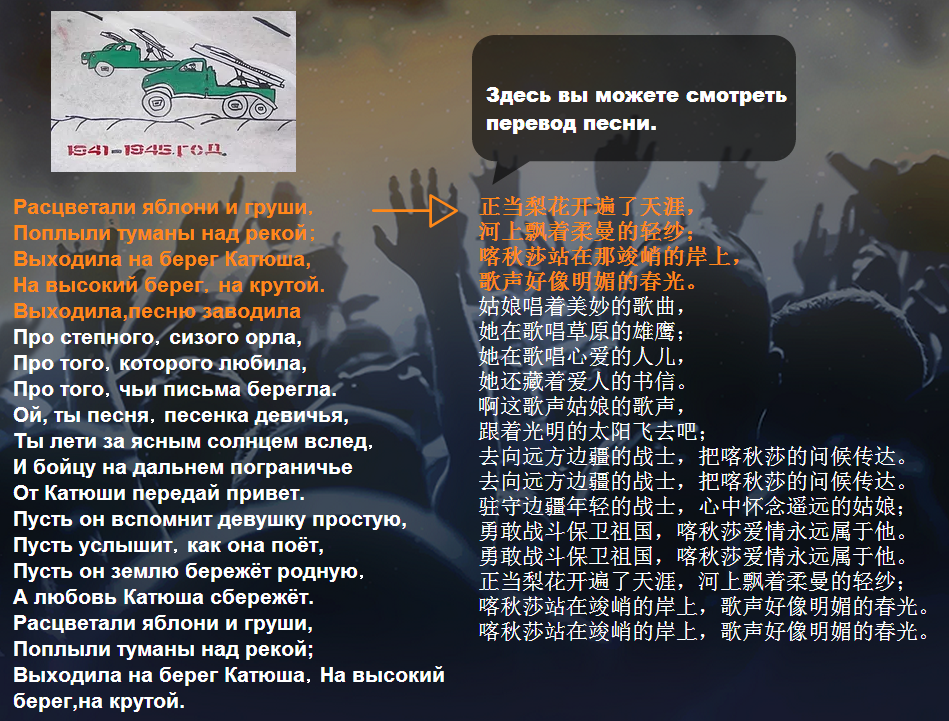 1941-1945.год.
Здесь вы можете смотреть
перевод песни.
Расцветали яблони и груши,
Поплыли туманы над рекой;
Выходила на берег Катюша,
На высокий берег, на крутой.
Выходила,песню заводила
Про степного, сизого орла,
Про того, которого любила,
Про того, чьи письма берегла.
Ой, ты песня, песенка девичья,
Ты лети за ясным солнцем вслед,
И бойцу на дальнем пограничье
От Катюши передай привет.
Пусть он вспомнит девушку простую,
Пусть услышит, как она поёт,
Пусть он землю бережёт родную,
А любовь Катюша сбережёт.
Расцветали яблони и груши,
Поплыли туманы над рекой;
Выходила на берег Катюша, На высокий
берег,на крутой.
正当梨花开遍了天涯，
河上飘着柔曼的轻纱；
喀秋莎站在那竣峭的岸上，
歌声好像明媚的春光。
姑娘唱着美妙的歌曲，
她在歌唱草原的雄鹰；
她在歌唱心爱的人儿，
她还藏着爱人的书信。
啊这歌声姑娘的歌声，
跟着光明的太阳飞去吧；
去向远方边疆的战士，把喀秋莎的问候传达。
去向远方边疆的战士，把喀秋莎的问候传达。
驻守边疆年轻的战士，心中怀念遥远的姑娘；
勇敢战斗保卫祖国，喀秋莎爱情永远属于他。
勇敢战斗保卫祖国，喀秋莎爱情永远属于他。
正当梨花开遍了天涯，河上飘着柔曼的轻纱；
喀秋莎站在竣峭的岸上，歌声好像明媚的春光。
喀秋莎站在竣峭的岸上，歌声好像明媚的春光。